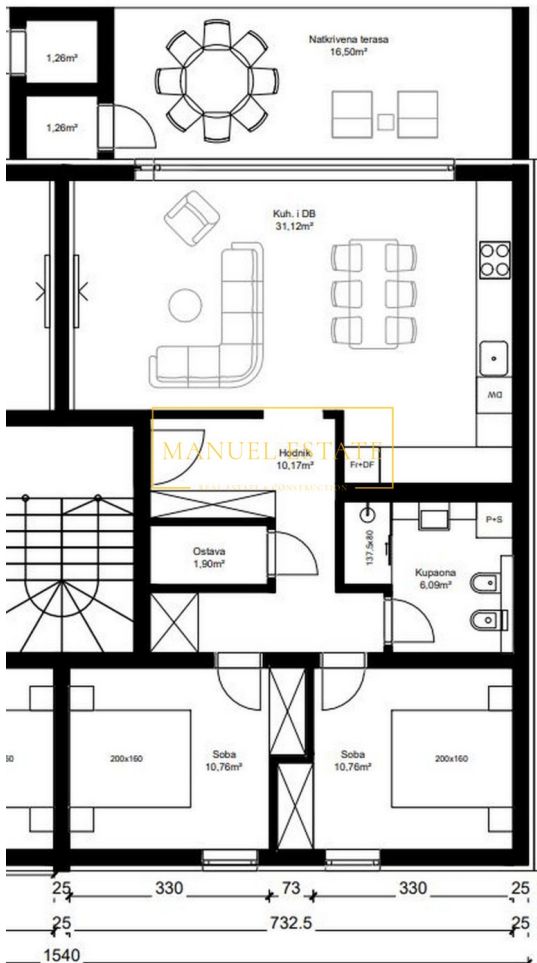 Natkrivena terasa
16,50m²
1,26m²
1,26m²
Kuh. i DB
31,12m²
DW
MANUEL ESTATE
REAL ESTATE & CONSTRUCTION
Hodnik
10,17m²
Fr+DF
137,5x80
P+S
Ostava
1,90m²
Kupaona
6,09m²
Soba
10,76m²
Soba
10,76m²
60
200x160
200x160
25
330
73
330
25
25
732.5
25
1540